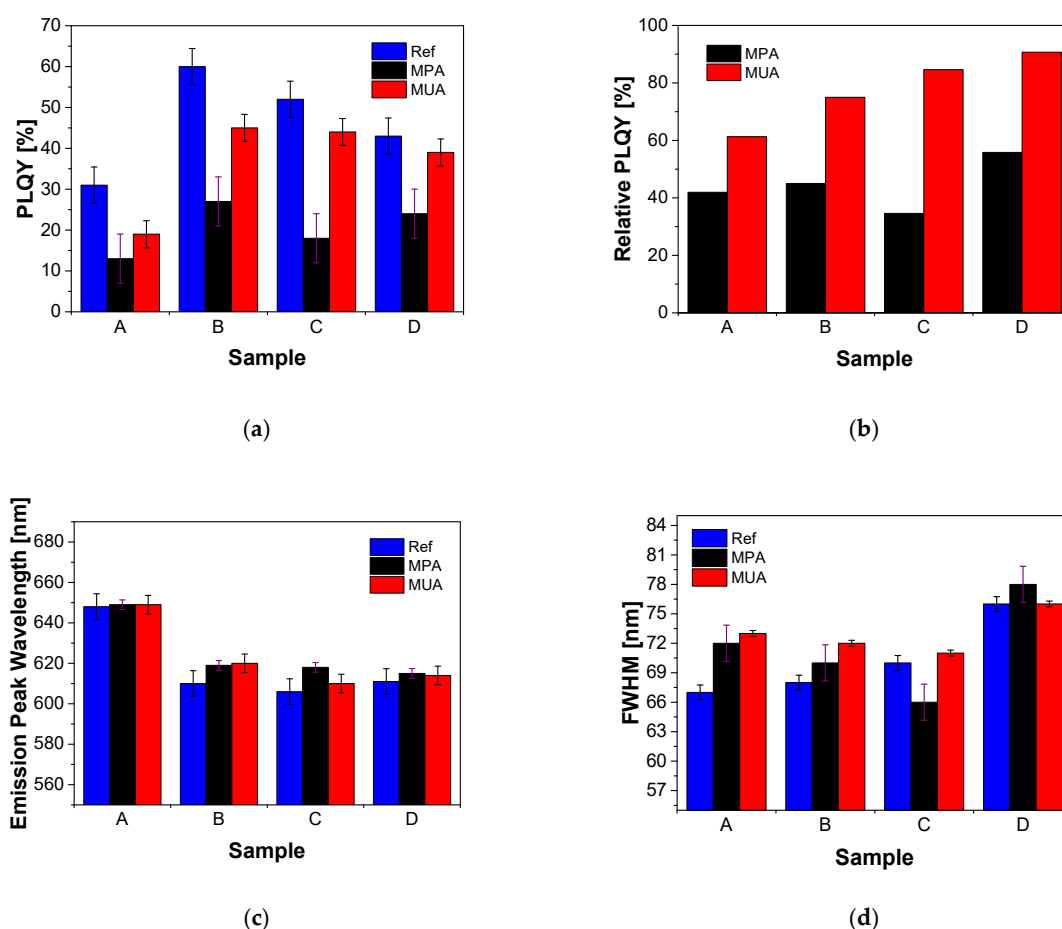 70
60
50
40
30
20
10
0
PLQY [%]
Ref
MPA
MUA
A B C D
Sample
(a)
100
80
60
40
20
0
Relative PLQY [%]
MPA
MUA
A B C D
Sample
(b)
680
660
640
620
600
580
560
Emission Peak Wavelength [nm]
Ref
MPA
MUA
A B C D
Sample
(c)
84
81
78
75
72
69
66
63
60
57
FWHM [nm]
Ref
MPA
MUA
A B C D
Sample
(d)